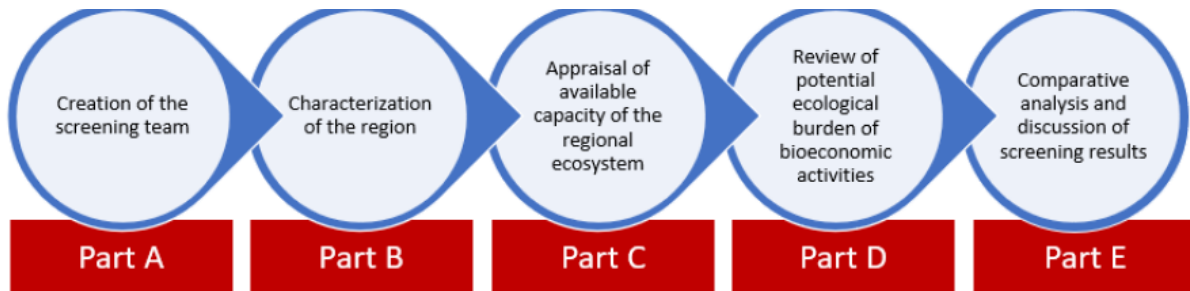 Creation of the
screening team
Characterization
of the region
Appraisal of
available
capacity of the
regional
ecosystem
Review of
potential
ecological
burden of
bioeconomic
activities
Comparative
analysis and
discussion of
screening results
Part A
Part B
Part C
Part D
Part E